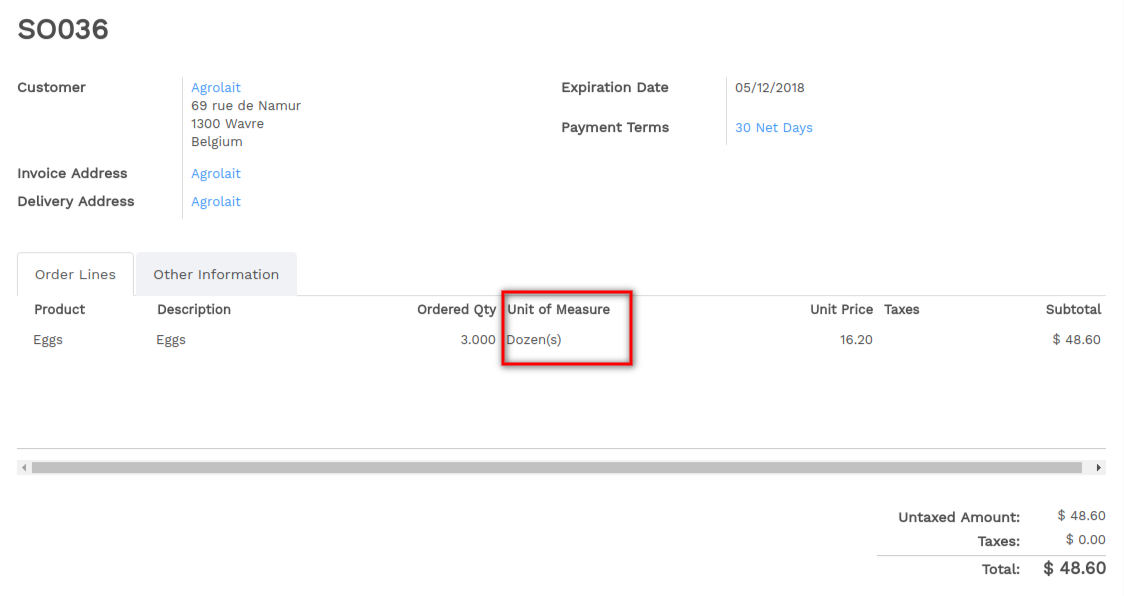 SO036
Customer
Agrolait
69 rue de Namur
1300 Wavre
Belgium
Expiration Date
05/12/2018
Payment Terms
30 Net Days
Invoice Address
Agrolait
Delivery Address
Agrolait
Order Lines
Other Information
Product Description Ordered Qty Unit of Measure Unit Price Taxes Subtotal
Eggs Eggs 3.000 Dozen(s) 16.20 $ 48.60
Untaxed Amount: $ 48.60
Taxes: $ 0.00
Total: $ 48.60